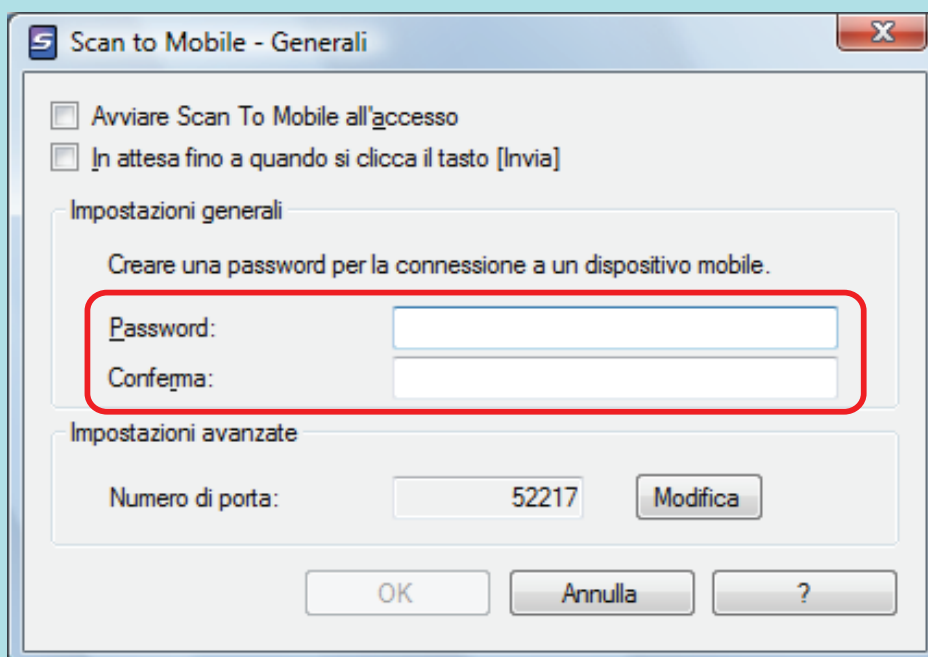 Scan to Mobile - Generali
Avviare Scan To Mobile all'accesso
In attesa fino a quando si clicca il tasto [Invia]
Impostazioni generali
Creare una password per la connessione a un dispositivo mobile.
Password:
Conferma:
Impostazioni avanzate
Numero di porta: 52217 Modifica
OK Annulla ?